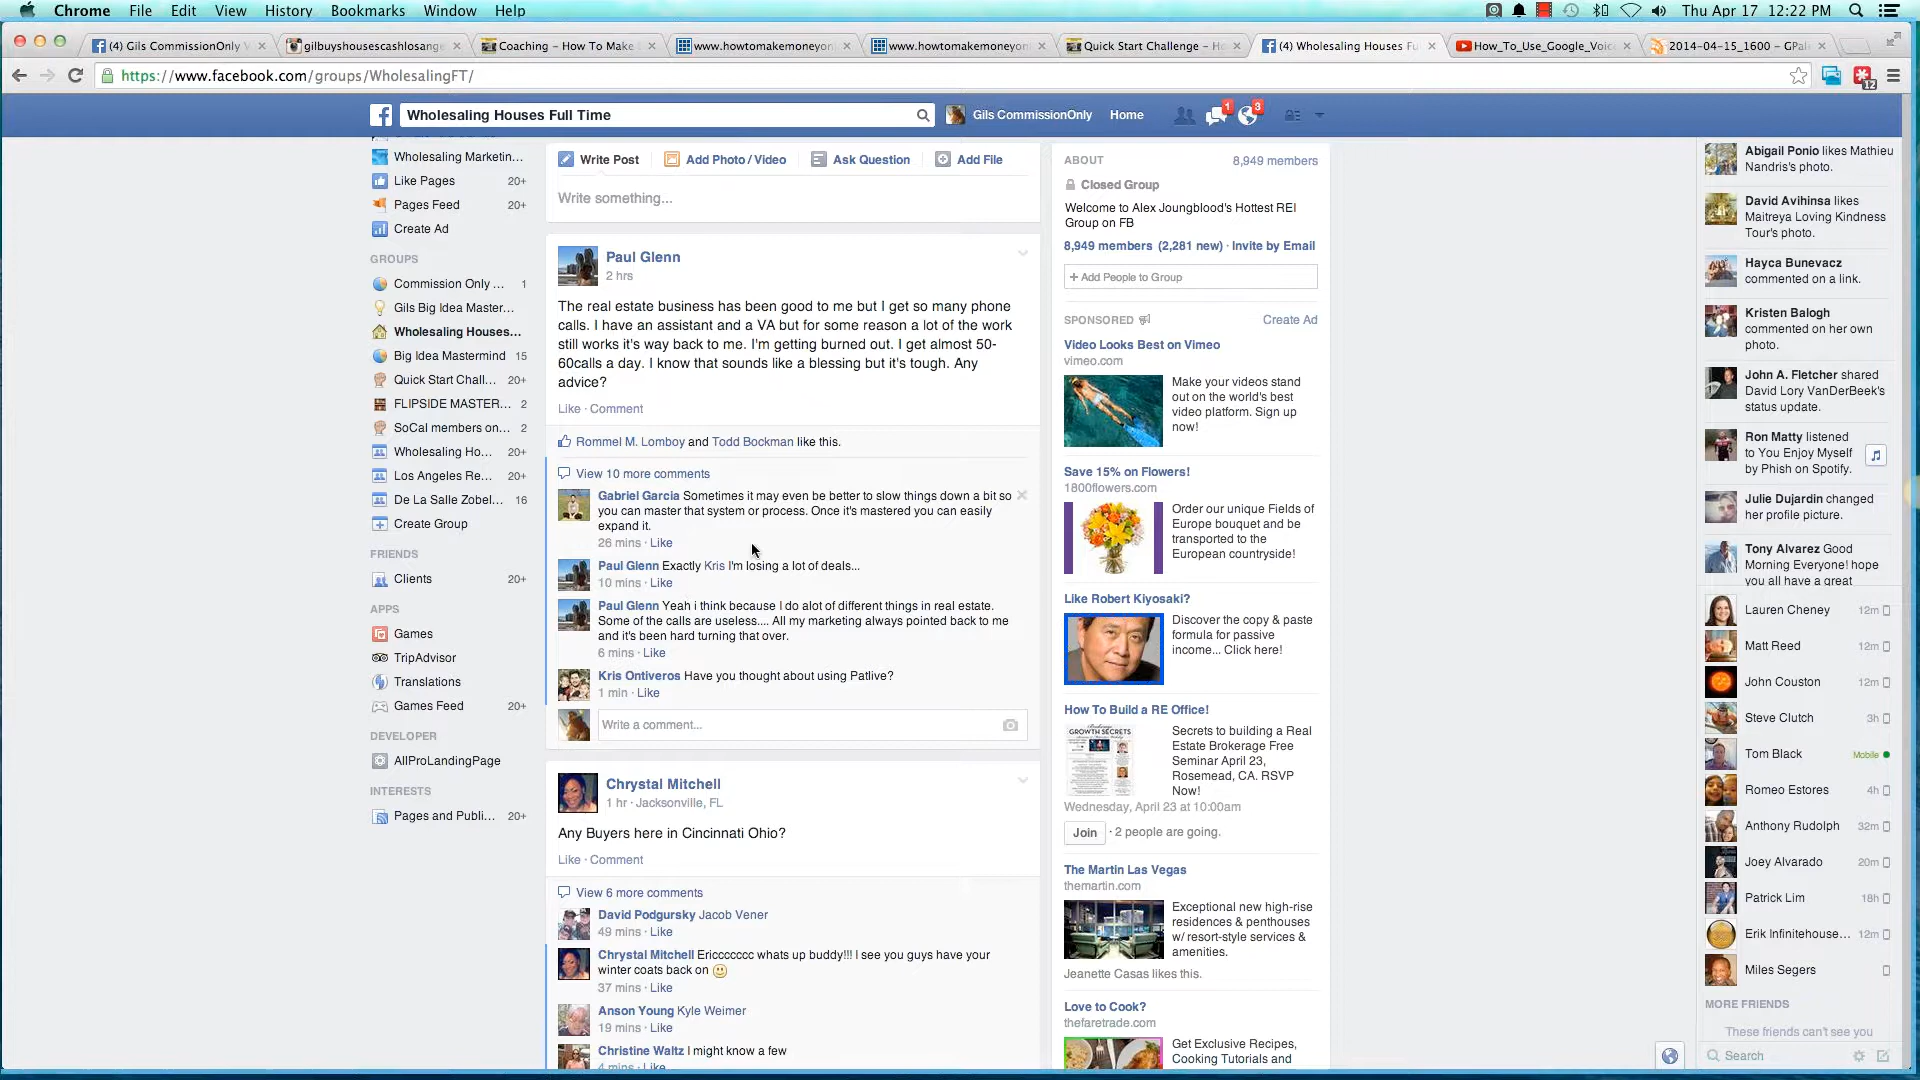 Chrome File Edit View History Bookmarks Window Help
Thu Apr 17 12:22 PM
(4) Gils CommissionOnly
gilbuyshousescashlosange
Coaching – How To Make
www.howtomakemoneyon
www.howtomakemoneyon
Quick Start Challenge – H
(4) Wholesaling Houses Fu
How_To_Use_Google_Voic
2014-04-15_1600 – GPal
https://www.facebook.com/groups/WholesalingFT/
12
Wholesaling Houses Full Time
Gils CommissionOnly
Home
1
3
Wholesaling Marketin...
Like Pages 20+
Pages Feed 20+
Create Ad
GROUPS
Commission Only ... 1
Gils Big Idea Master...
Wholesaling Houses...
Big Idea Mastermind 15
Quick Start Chall... 20+
FLIPSIDE MASTER... 2
SoCal members on... 2
Wholesaling Ho... 20+
Los Angeles Re... 20+
De La Salle Zobel... 16
Create Group
FRIENDS
Clients 20+
APPS
Games
TripAdvisor
Translations
Games Feed 20+
DEVELOPER
AllProLandingPage
INTERESTS
Pages and Publi... 20+
Write Post
Add Photo / Video
Ask Question
Add File
Write something...
Paul Glenn
2 hrs
The real estate business has been good to me but I get so many phone
calls. I have an assistant and a VA but for some reason a lot of the work
still works it's way back to me. I'm getting burned out. I get almost 50-
60calls a day. I know that sounds like a blessing but it's tough. Any
advice?
Like · Comment
Rommel M. Lomboy and Todd Bockman like this.
View 10 more comments
Gabriel Garcia Sometimes it may even be better to slow things down a bit so
you can master that system or process. Once it's mastered you can easily
expand it.
26 mins · Like
Paul Glenn Exactly Kris I'm losing a lot of deals...
10 mins · Like
Paul Glenn Yeah i think because I do alot of different things in real estate.
Some of the calls are useless.... All my marketing always pointed back to me
and it's been hard turning that over.
6 mins · Like
Kris Ontiveros Have you thought about using Patlive?
1 min · Like
Write a comment...
Chrystal Mitchell
1 hr · Jacksonville, FL
Any Buyers here in Cincinnati Ohio?
Like · Comment
View 6 more comments
David Podgursky Jacob Vener
49 mins · Like
Chrystal Mitchell Ericcccccc whats up buddy!!! I see you guys have your
winter coats back on
37 mins · Like
Anson Young Kyle Weimer
19 mins · Like
Christine Waltz I might know a few
4 mins · Like
ABOUT 8,949 members
Closed Group
Welcome to Alex Joungblood's Hottest REI
Group on FB
8,949 members (2,281 new) · Invite by Email
+ Add People to Group
SPONSORED Create Ad
Video Looks Best on Vimeo
vimeo.com
Make your videos stand
out on the world's best
video platform. Sign up
now!
Save 15% on Flowers!
1800flowers.com
Order our unique Fields of
Europe bouquet and be
transported to the
European countryside!
Like Robert Kiyosaki?
Discover the copy & paste
formula for passive
income... Click here!
How To Build a RE Office!
GROWTH SECRETS
Secrets to building a Real
Estate Brokerage Free
Seminar April 23,
Rosemead, CA. RSVP
Now!
Wednesday, April 23 at 10:00am
Join · 2 people are going.
The Martin Las Vegas
themartin.com
Exceptional new high-rise
residences & penthouses
w/ resort-style services &
amenities.
Jeanette Casas likes this.
Love to Cook?
thefaretrade.com
Get Exclusive Recipes,
Cooking Tutorials and
Abigail Ponio likes Mathieu
Nandris's photo.
David Avihinsa likes
Maitreya Loving Kindness
Tour's photo.
Hayca Bunevacz
commented on a link.
Kristen Balogh
commented on her own
photo.
John A. Fletcher shared
David Lory VanDerBeek's
status update.
Ron Matty listened
to You Enjoy Myself
by Phish on Spotify.
Julie Dujardin changed
her profile picture.
Tony Alvarez Good
Morning Everyone! hope
you all have a great
Lauren Cheney 12m
Matt Reed 12m
John Couston 12m
Steve Clutch 3h
Tom Black Mobile
Romeo Estores 4h
Anthony Rudolph 32m
Joey Alvarado 20m
Patrick Lim 18h
Erik Infinitehouse... 12m
Miles Segers
MORE FRIENDS
These friends can't see you
Search